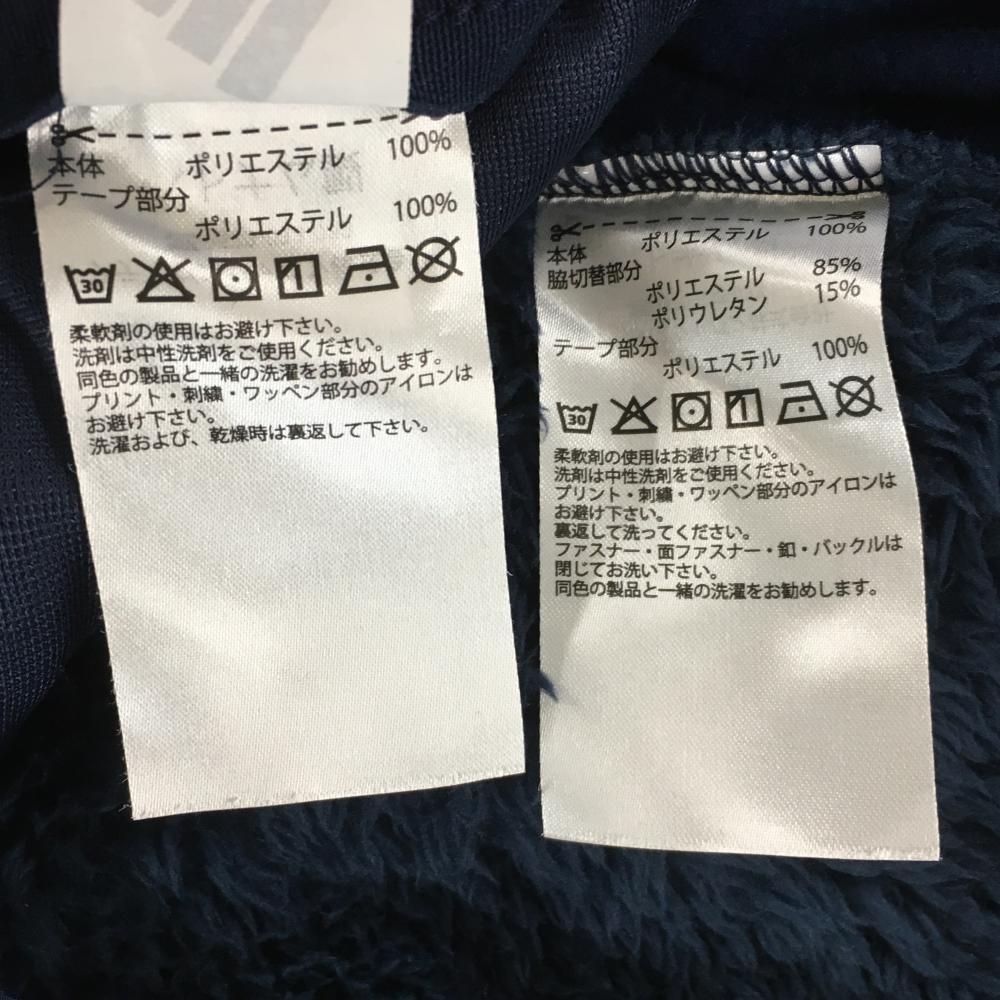 本体 ポリエステル 100%
テープ部分
ポリエステル 100%
30
柔軟剤の使用はお避け下さい。
洗剤は中性洗剤をご使用ください。
同色の製品と一緒の洗濯をお勧めします。
プリント・刺繍・ワッペン部分のアイロンは
お避け下さい。
洗濯および、乾燥時は裏返して下さい。
本体 ポリエステル 100%
脇切替部分
ポリエステル 85%
ポリウレタン 15%
テープ部分
ポリエステル 100%
30
柔軟剤の使用はお避け下さい。
洗剤は中性洗剤をご使用ください。
プリント・刺繍・ワッペン部分のアイロンは
お避け下さい。
裏返して洗ってください。
ファスナー・面ファスナー・釦・バックルは
閉じてお洗い下さい。
同色の製品と一緒の洗濯をお勧めします。